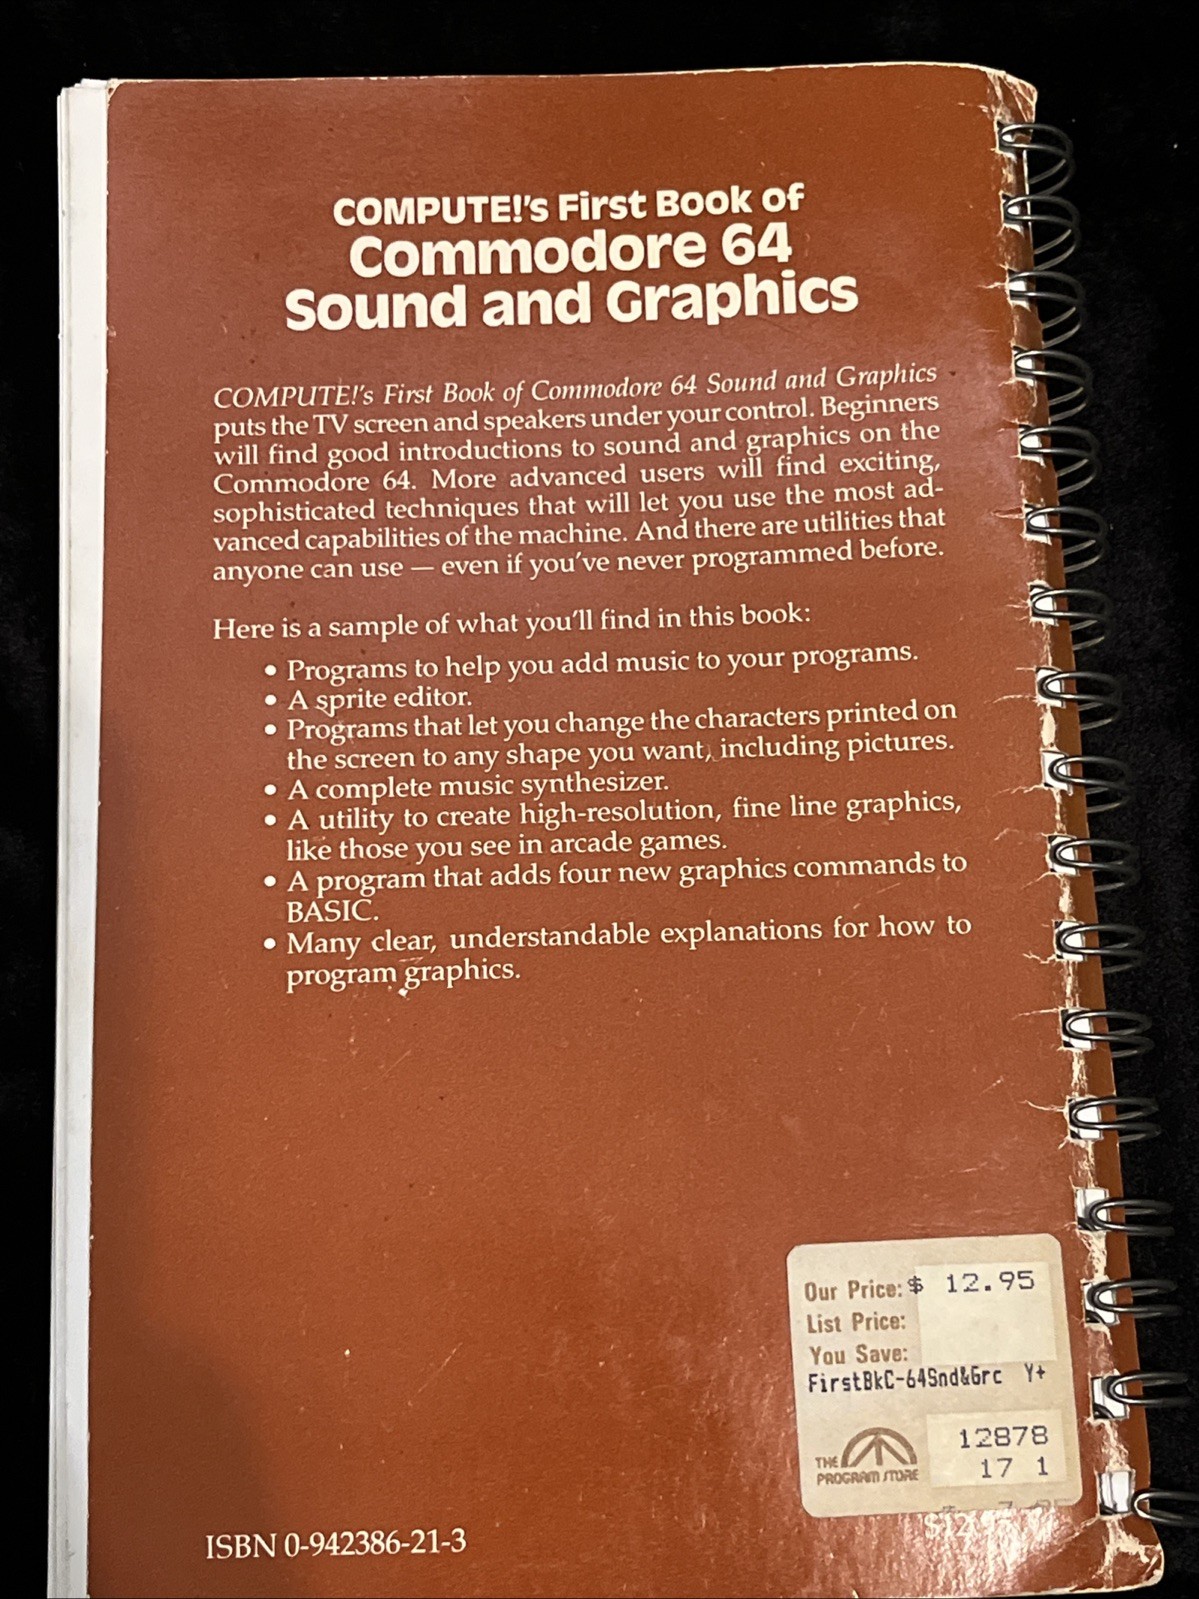 COMPUTE!'s First Book of
Commodore 64
Sound and Graphics
COMPUTE!'s First Book of Commodore 64 Sound and Graphics
puts the TV screen and speakers under your control. Beginners
will find good introductions to sound and graphics on the
Commodore 64. More advanced users will find exciting,
sophisticated techniques that will let you use the most ad-
vanced capabilities of the machine. And there are utilities that
anyone can use — even if you've never programmed before.
Here is a sample of what you'll find in this book:
• Programs to help you add music to your programs.
• A sprite editor.
• Programs that let you change the characters printed on
the screen to any shape you want, including pictures.
• A complete music synthesizer.
• A utility to create high-resolution, fine line graphics,
like those you see in arcade games.
• A program that adds four new graphics commands to
BASIC.
• Many clear, understandable explanations for how to
program graphics.
Our Price: $ 12.95
List Price:
You Save:
FirstBkC-64Snd&Grc Y+
12878
17 1
THE
PROGRAM STORE
ISBN 0-942386-21-3